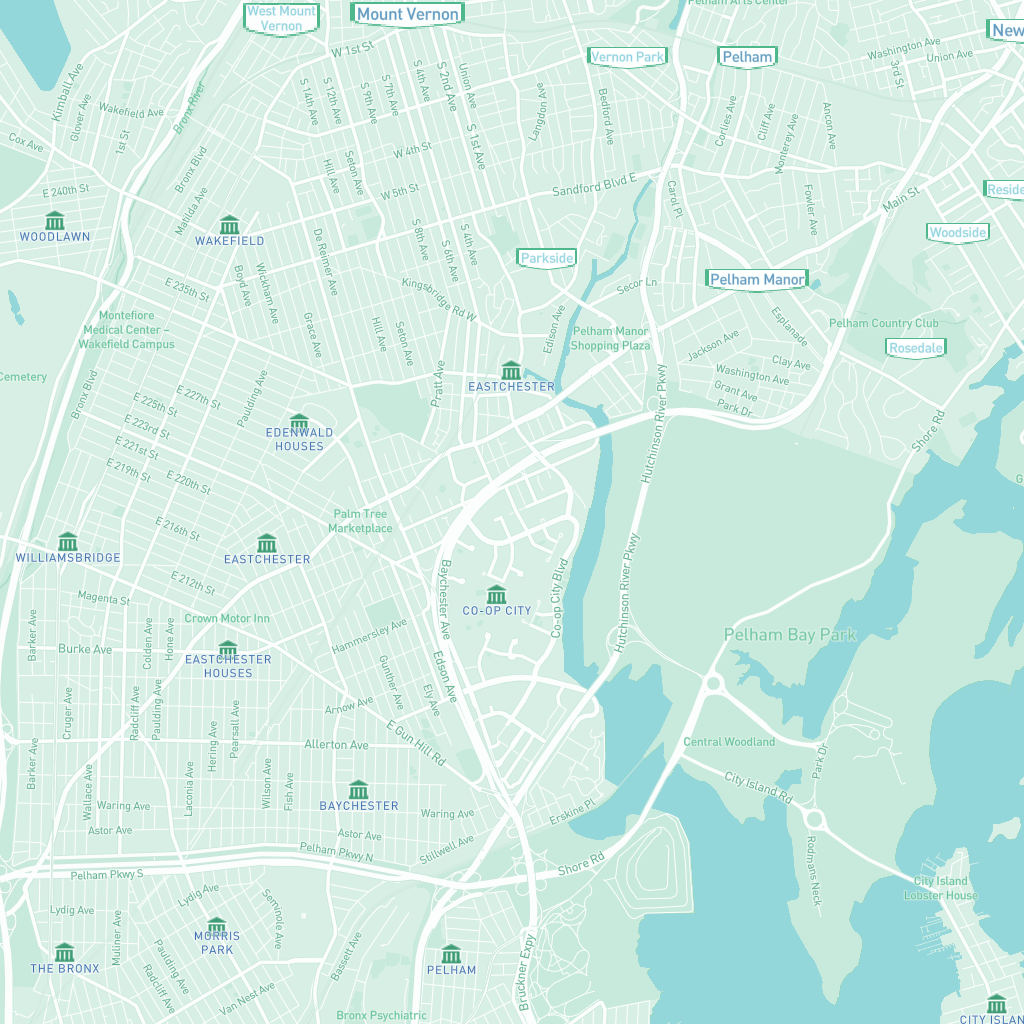 West Mount
Vernon
Mount Vernon
Pelham Arts Center
Vernon Park
Pelham
New
Washington Ave
Union Ave
3rd St
W 1st St
Kimball Ave
Glover Ave
Wakefield Ave
1st St
Cox Ave
Bronx River
Bronx Blvd
S 14th Ave
S 12th Ave
S 9th Ave
S 7th Ave
S 4th Ave
S 2nd Ave
Union Ave
S 1st Ave
Langdon Ave
Bedford Ave
Corlies Ave
Cliff Ave
Monterey Ave
Ancon Ave
W 4th St
Seton Ave
Hill Ave
W 5th St
Sandford Blvd E
Carol Pl
Fowler Ave
Main St
Reside
E 240th St
Matilda Ave
WOODLAWN
WAKEFIELD
De Reimer Ave
S 8th Ave
S 6th Ave
S 4th Ave
Woodside
Parkside
Pelham Manor
E 235th St
Boyd Ave
Wickham Ave
Kingsbridge Rd W
Secor Ln
Montefiore
Medical Center –
Wakefield Campus
Grace Ave
Hill Ave
Seton Ave
Edison Ave
Pelham Manor
Shopping Plaza
Esplanade
Jackson Ave
Pelham Country Club
Rosedale
Clay Ave
Washington Ave
Grant Ave
Park Dr
Cemetery
Bronx Blvd
Paulding Ave
Pratt Ave
EASTCHESTER
Hutchinson River Pkwy
Shore Rd
E 227th St
E 225th St
E 223rd St
E 221st St
E 220th St
E 219th St
EDENWALD
HOUSES
Palm Tree
Marketplace
E 216th St
WILLIAMSBRIDGE
EASTCHESTER
E 212th St
Magenta St
Crown Motor Inn
Hammersley Ave
Baychester Ave
CO-OP CITY
Co-op City Blvd
Hutchinson River Pkwy
Pelham Bay Park
Barker Ave
Burke Ave
Colden Ave
Hone Ave
EASTCHESTER
HOUSES
Gunther Ave
Edson Ave
Ely Ave
Cruger Ave
Radcliff Ave
Paulding Ave
Pearsall Ave
Hering Ave
Arnow Ave
E Gun Hill Rd
Allerton Ave
Central Woodland
Park Dr
City Island Rd
Barker Ave
Wallace Ave
Laconia Ave
Wilson Ave
Fish Ave
BAYCHESTER
Waring Ave
Waring Ave
Erskine Pl
Astor Ave
Astor Ave
Stillwell Ave
Pelham Pkwy N
Pelham Pkwy S
Shore Rd
Rodmans Neck
City Island
Lobster House
Lydig Ave
Lydig Ave
Seminole Ave
Muliner Ave
MORRIS
PARK
THE BRONX
Paulding Ave
Radcliff Ave
Bassett Ave
PELHAM
Bruckner Expy
Van Nest Ave
Bronx Psychiatric
CITY ISLAN